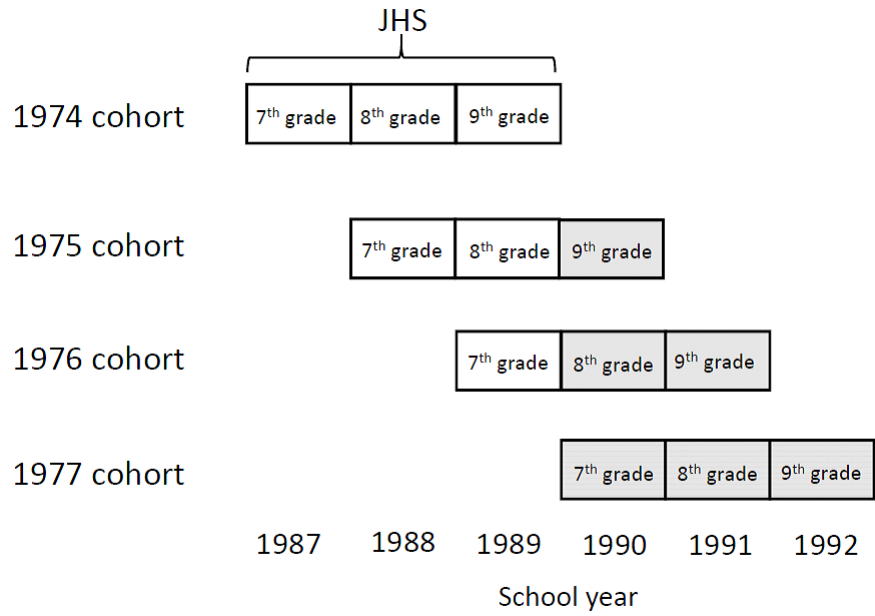 JHS
1974 cohort 7th grade 8th grade 9th grade
1975 cohort 7th grade 8th grade 9th grade
1976 cohort 7th grade 8th grade 9th grade
1977 cohort 7th grade 8th grade 9th grade
1987 1988 1989 1990 1991 1992
School year